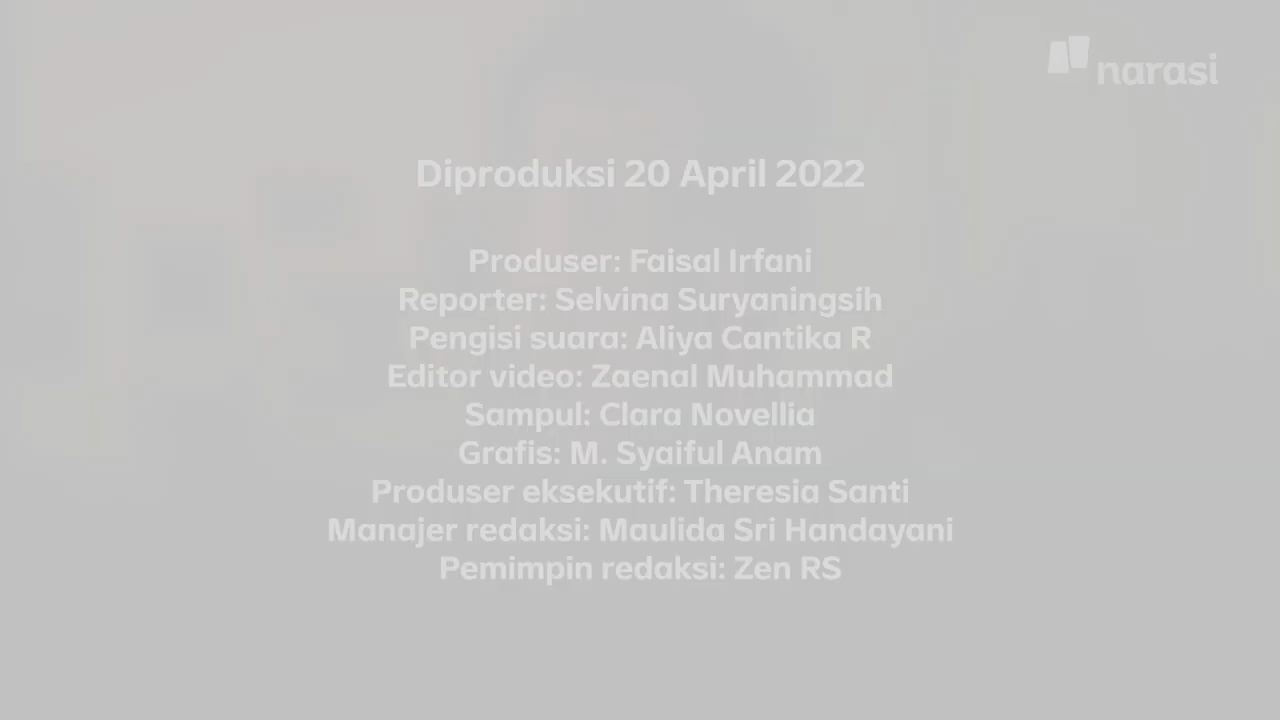 narasi
Diproduksi 20 April 2022
Produser: Faisal Irfani
Reporter: Selvina Suryaningsih
Pengisi suara: Aliya Cantika R
Editor video: Zaenal Muhammad
Sampul: Clara Novellia
Grafis: M. Syaiful Anam
Produser eksekutif: Theresia Santi
Manajer redaksi: Maulida Sri Handayani
Pemimpin redaksi: Zen RS